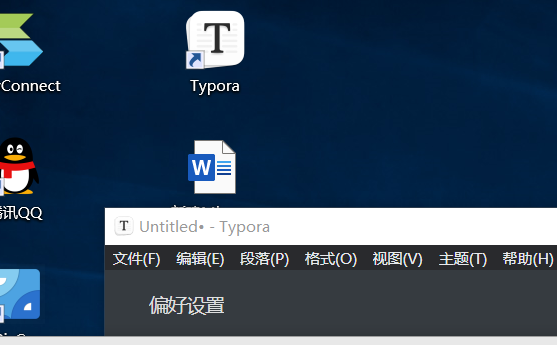 Connect
Typora
讯QQ
Untitled• - Typora
文件(F) 编辑(E) 段落(P) 格式(O) 视图(V) 主题(T) 帮助(H)
偏好设置